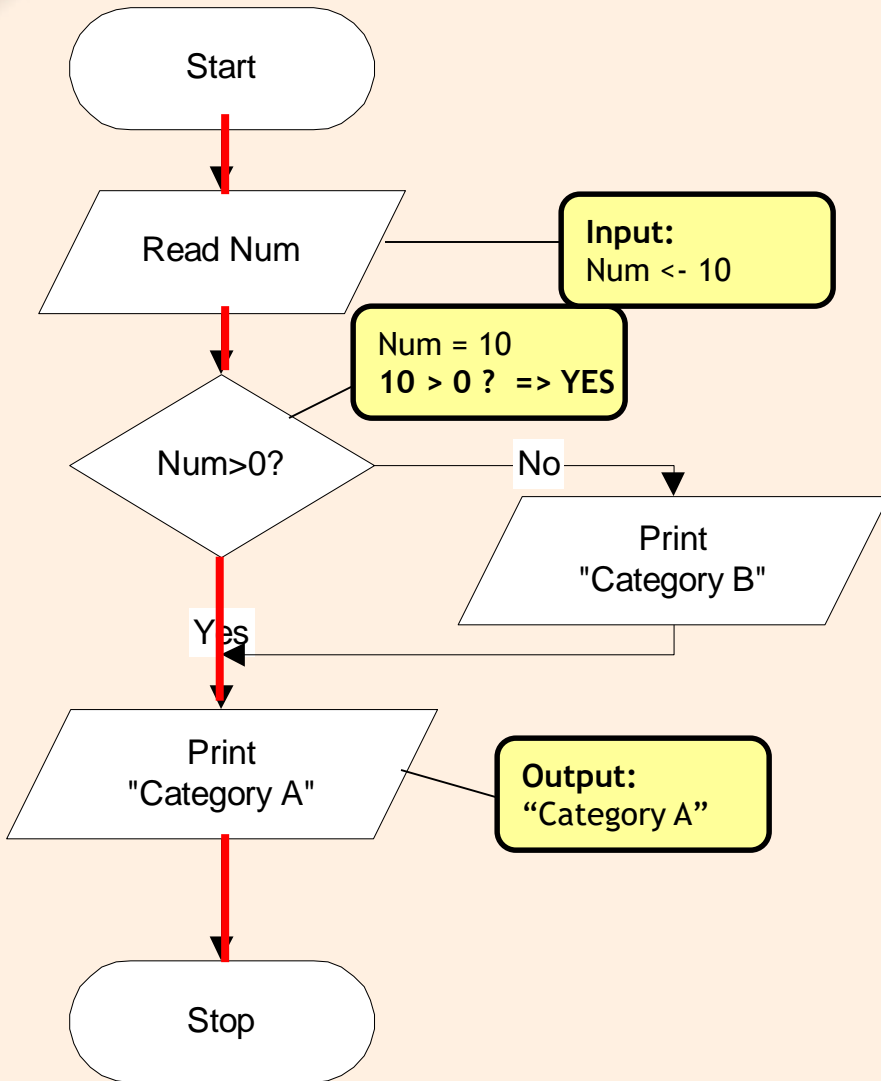 Start
Read Num
Input:
Num <- 10
Num = 10
10 > 0 ? => YES
Num>0?
No
Print
"Category B"
Yes
Print
"Category A"
Output:
“Category A”
Stop